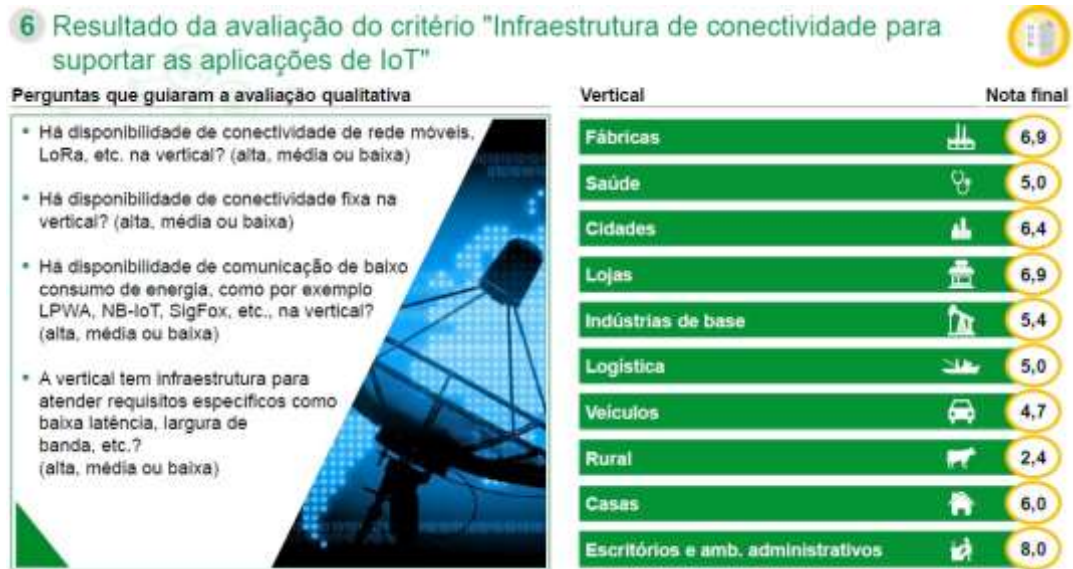 6 Resultado da avaliação do critério "Infraestrutura de conectividade para
suportar as aplicações de IoT"
Perguntas que guiaram a avaliação qualitativa
• Há disponibilidade de conectividade de rede móveis,
LoRa, etc. na vertical? (alta, média ou baixa)
• Há disponibilidade de conectividade fixa na
vertical? (alta, média ou baixa)
• Há disponibilidade de comunicação de baixo
consumo de energia, como por exemplo
LPWA, NB-IoT, SigFox, etc., na vertical?
(alta, média ou baixa)
• A vertical tem infraestrutura para
atender requisitos específicos como
baixa latência, largura de
banda, etc.?
(alta, média ou baixa)
Vertical Nota final
Fábricas 6,9
Saúde 5,0
Cidades 6,4
Lojas 6,9
Indústrias de base 5,4
Logística 5,0
Veículos 4,7
Rural 2,4
Casas 6,0
Escritórios e amb. administrativos 8,0